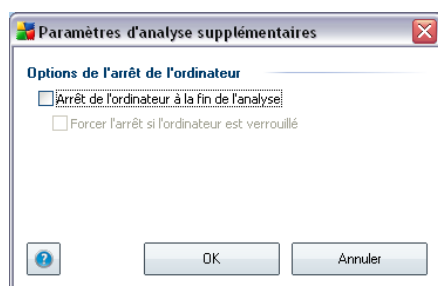 Paramètres d'analyse supplémentaires
Options de l'arrêt de l'ordinateur
Arrêt de l'ordinateur à la fin de l'analyse
Forcer l'arrêt si l'ordinateur est verrouillé
? OK Annuler